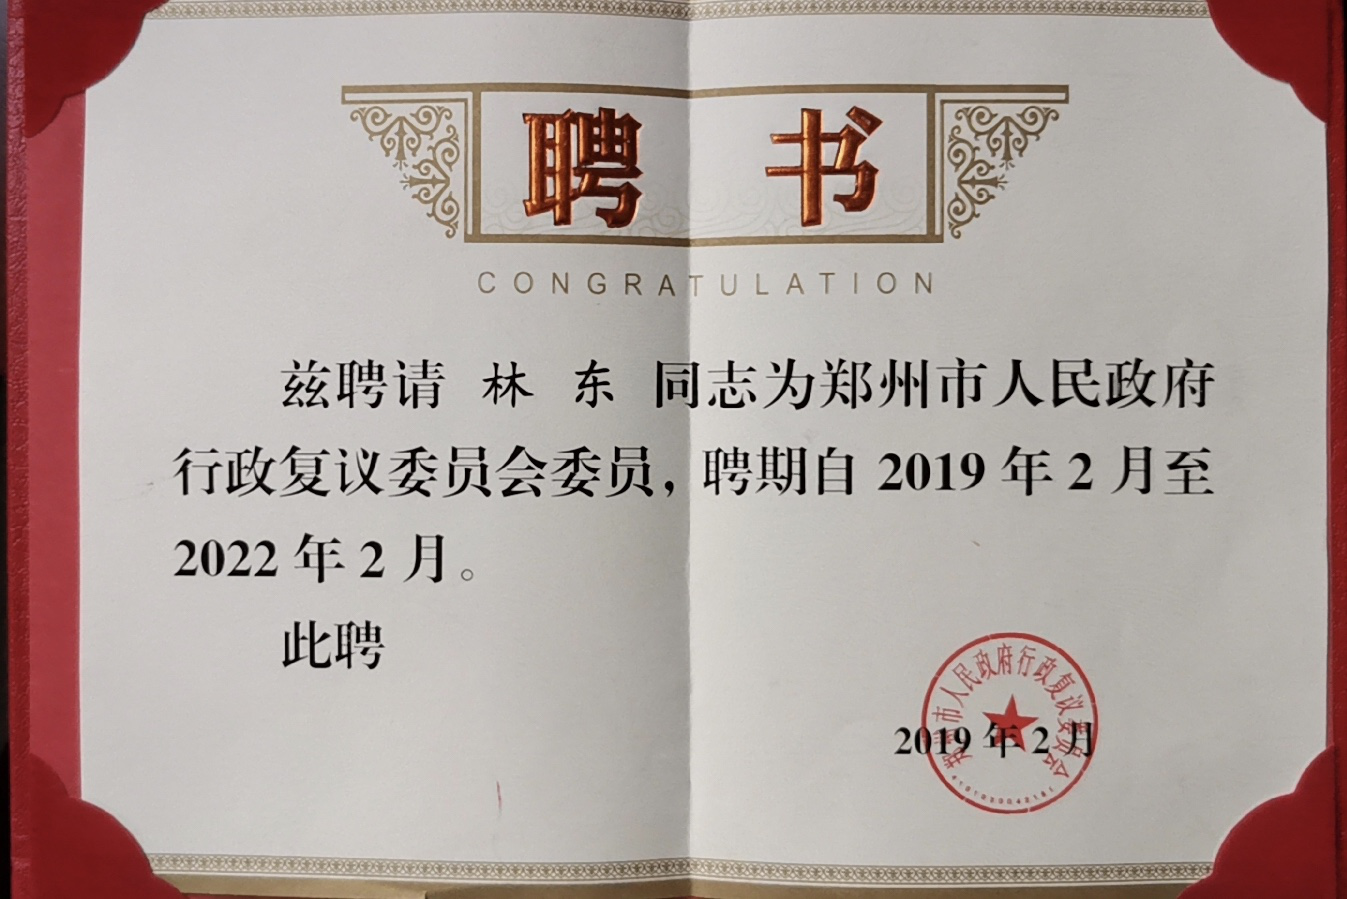 聘 书
CONGRATULATION
兹聘请 林 东 同志为郑州市人民政府
行政复议委员会委员，聘期自 2019 年 2 月至
2022 年 2 月。
此聘
郑州市人民政府行政复议委员会
2019 年 2 月